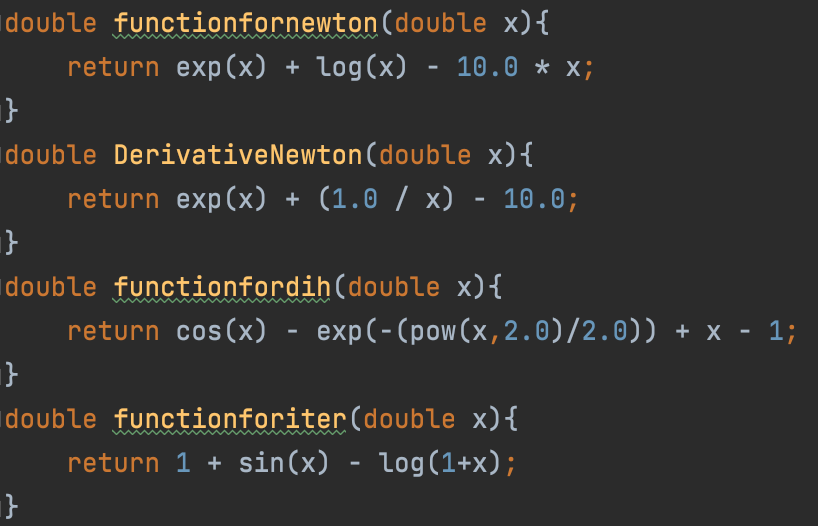 double functionfornewton(double x){
    return exp(x) + log(x) - 10.0 * x;
}
double DerivativeNewton(double x){
    return exp(x) + (1.0 / x) - 10.0;
}
double functionfordih(double x){
    return cos(x) - exp(-(pow(x,2.0)/2.0)) + x - 1;
}
double functionforiter(double x){
    return 1 + sin(x) - log(1+x);
}